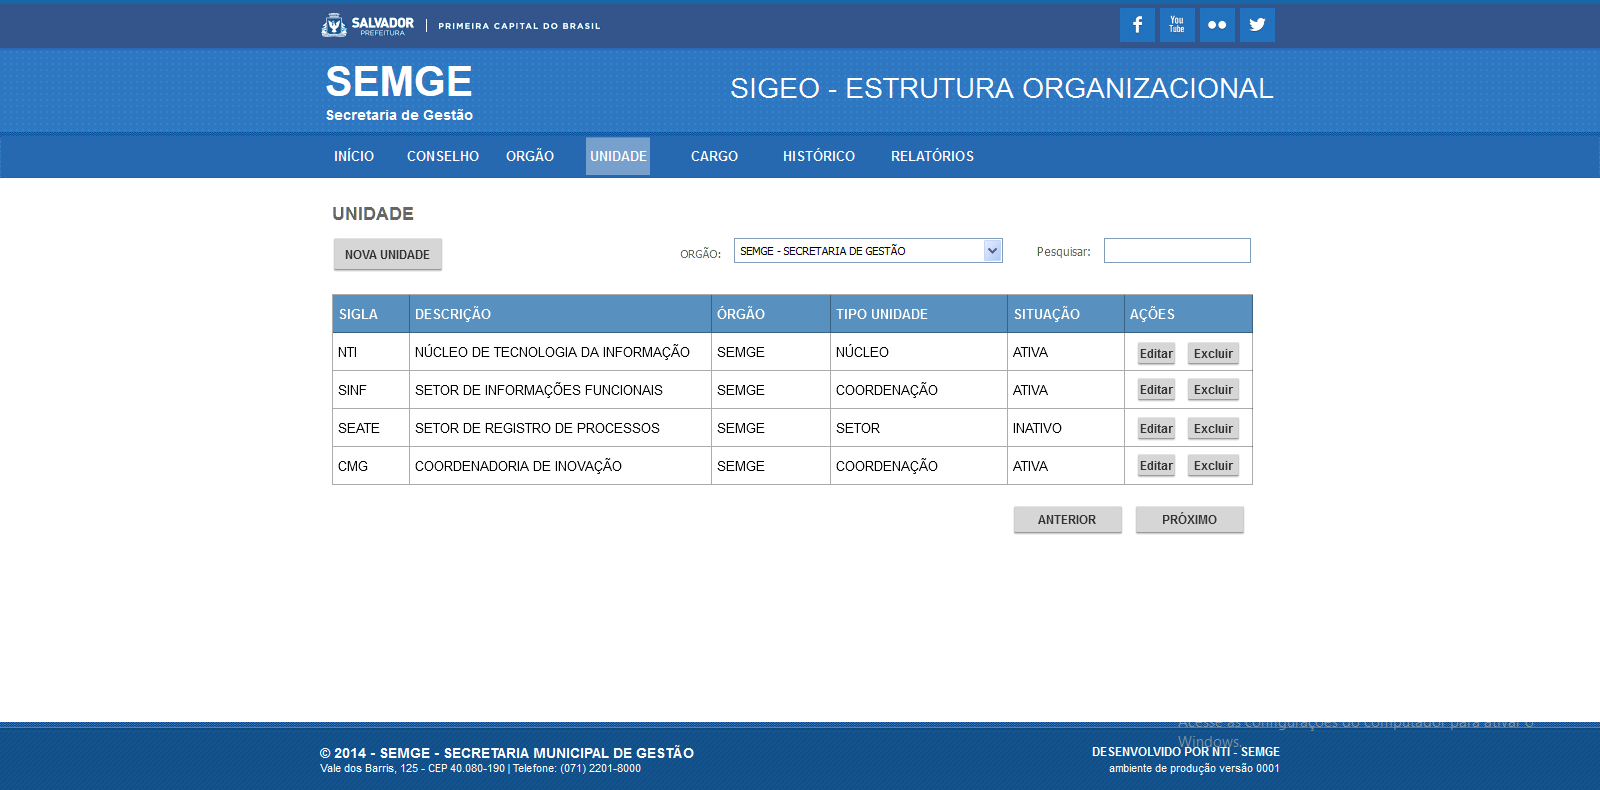 SALVADOR
PREFEITURA
PRIMEIRA CAPITAL DO BRASIL
You
Tube
SEMGE
Secretaria de Gestão
SIGEO - ESTRUTURA ORGANIZACIONAL
INÍCIO CONSELHO ORGÃO UNIDADE CARGO HISTÓRICO RELATÓRIOS
UNIDADE
NOVA UNIDADE ORGÃO: SEMGE - SECRETARIA DE GESTÃO Pesquisar:
SIGLA DESCRIÇÃO ÓRGÃO TIPO UNIDADE SITUAÇÃO AÇÕES
NTI NÚCLEO DE TECNOLOGIA DA INFORMAÇÃO SEMGE NÚCLEO ATIVA Editar Excluir
SINF SETOR DE INFORMAÇÕES FUNCIONAIS SEMGE COORDENAÇÃO ATIVA Editar Excluir
SEATE SETOR DE REGISTRO DE PROCESSOS SEMGE SETOR INATIVO Editar Excluir
CMG COORDENADORIA DE INOVAÇÃO SEMGE COORDENAÇÃO ATIVA Editar Excluir
ANTERIOR PRÓXIMO
Acesse as configurações do computador para ativar o
Windows.
© 2014 - SEMGE - SECRETARIA MUNICIPAL DE GESTÃO
Vale dos Barris, 125 - CEP 40.080-190 | Telefone: (071) 2201-8000
DESENVOLVIDO POR NTI - SEMGE
ambiente de produção versão 0001